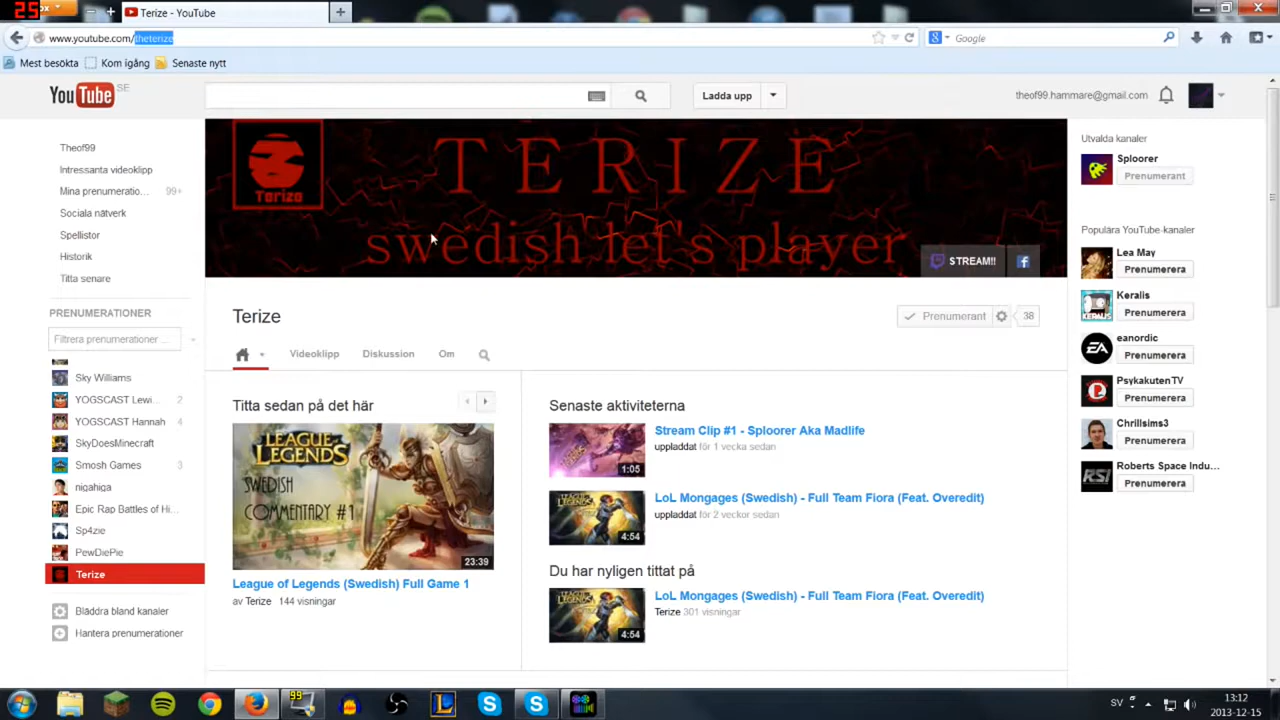 25
Terize - YouTube
www.youtube.com/theterize
Google
Mest besökta
Kom igång
Senaste nytt
YouTube SE
Ladda upp
theof99.hammare@gmail.com
Theof99
Intressanta videoklipp
Mina prenumeratio... 99+
Sociala nätverk
Spellistor
Historik
Titta senare
PRENUMERATIONER
Filtrera prenumerationer ...
Sky Williams
YOGSCAST Lewi... 2
YOGSCAST Hannah 4
SkyDoesMinecraft
Smosh Games 3
nigahiga
Epic Rap Battles of Hi...
Sp4zie
PewDiePie
Terize
Bläddra bland kanaler
Hantera prenumerationer
Terize
TERIZE
swedish let's player
STREAM!!
Terize
Prenumerant
38
Videoklipp
Diskussion
Om
Titta sedan på det här
LEAGUE OF LEGENDS
SWEDISH
COMMENTARY #1
23:39
League of Legends (Swedish) Full Game 1
av Terize 144 visningar
Senaste aktiviteterna
1:05
Stream Clip #1 - Sploorer Aka Madlife
uppladdat för 1 vecka sedan
4:54
LoL Mongages (Swedish) - Full Team Fiora (Feat. Overedit)
uppladdat för 2 veckor sedan
Du har nyligen tittat på
4:54
LoL Mongages (Swedish) - Full Team Fiora (Feat. Overedit)
Terize 301 visningar
Utvalda kanaler
Sploorer
Prenumerant
Populära YouTube-kanaler
Lea May
Prenumerera
Keralis
Prenumerera
eanordic
Prenumerera
PsykakutenTV
Prenumerera
Chrillsims3
Prenumerera
Roberts Space Indu...
Prenumerera
99
SV
13:12
2013-12-15